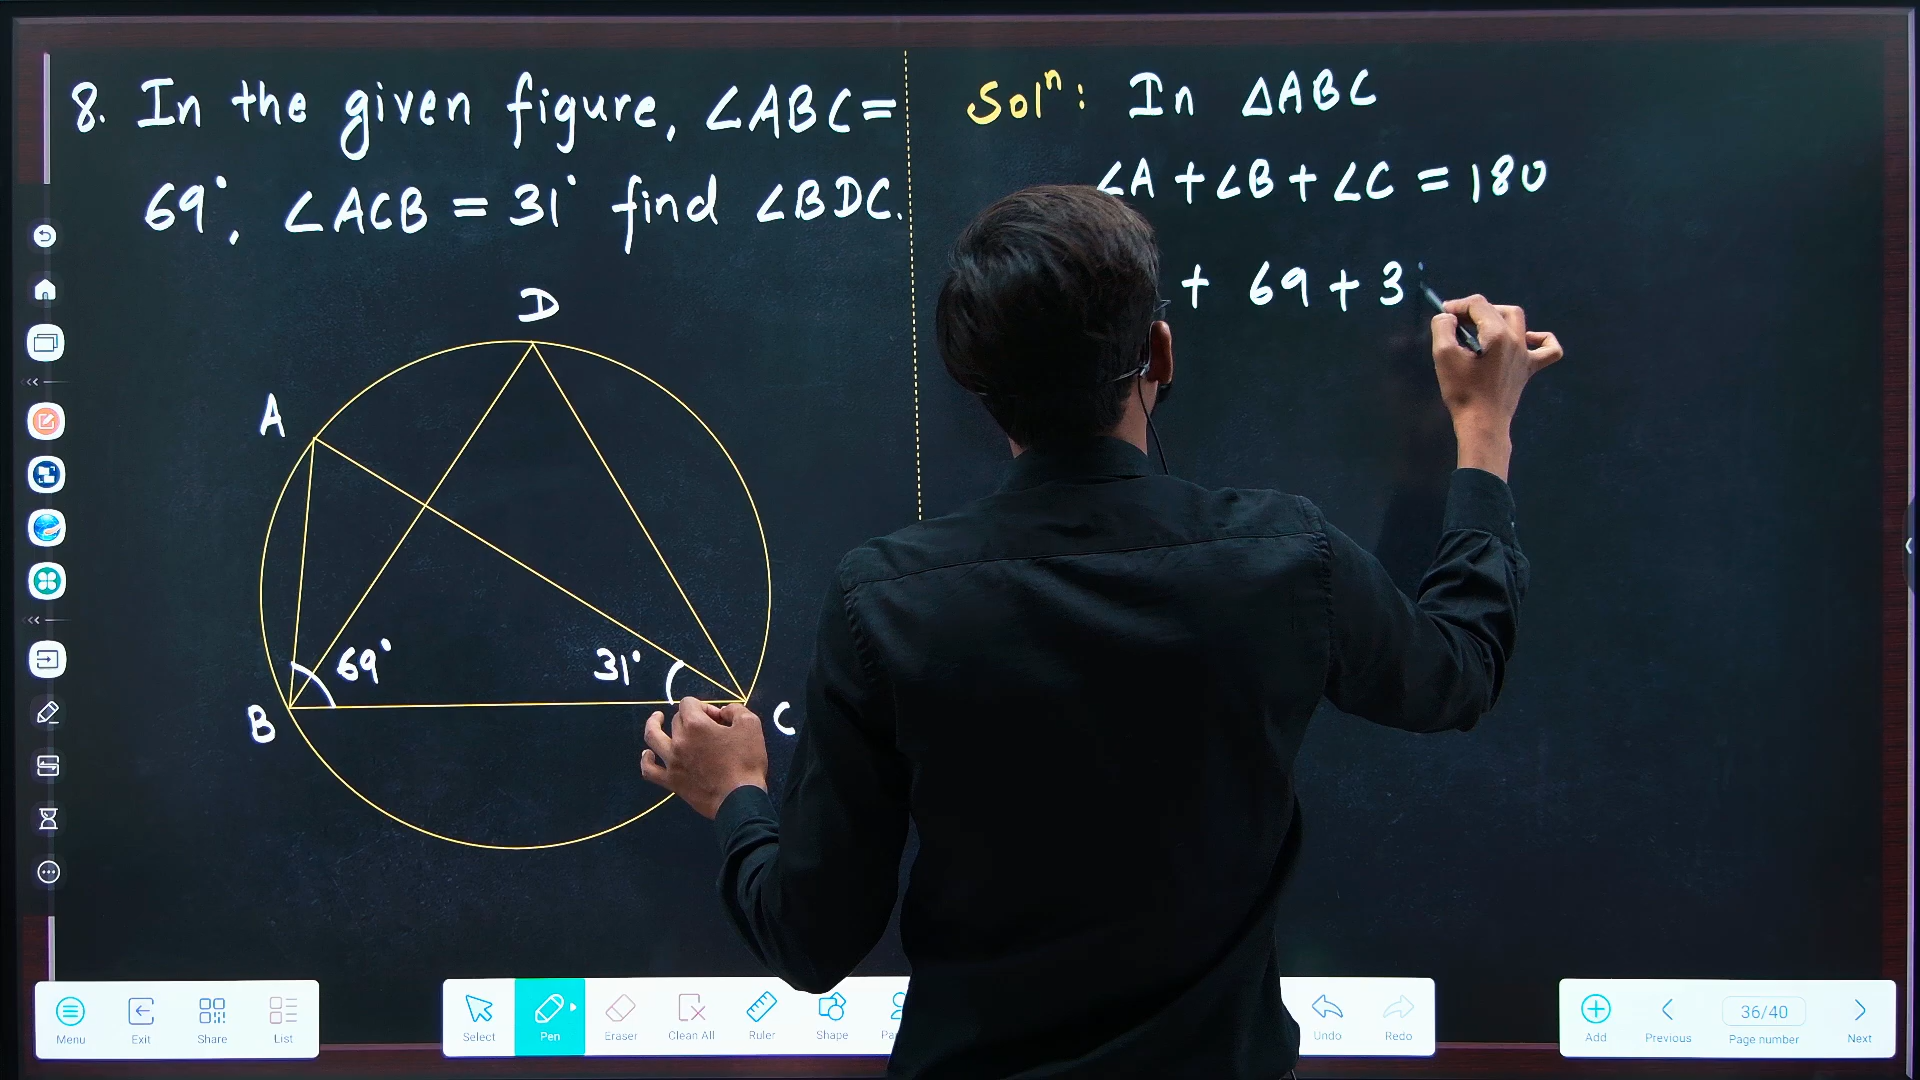 8. In the given figure, ∠ABC=
69°, ∠ACB = 31° find ∠BDC.
D
A
69°
31°
B
C
Solⁿ: In △ABC
∠A + ∠B + ∠C = 180
+ 69 + 3
Menu
Exit
Share
List
Select
Pen
Eraser
Clean All
Ruler
Shape
Undo
Redo
Add
Previous
36/40
Page number
Next